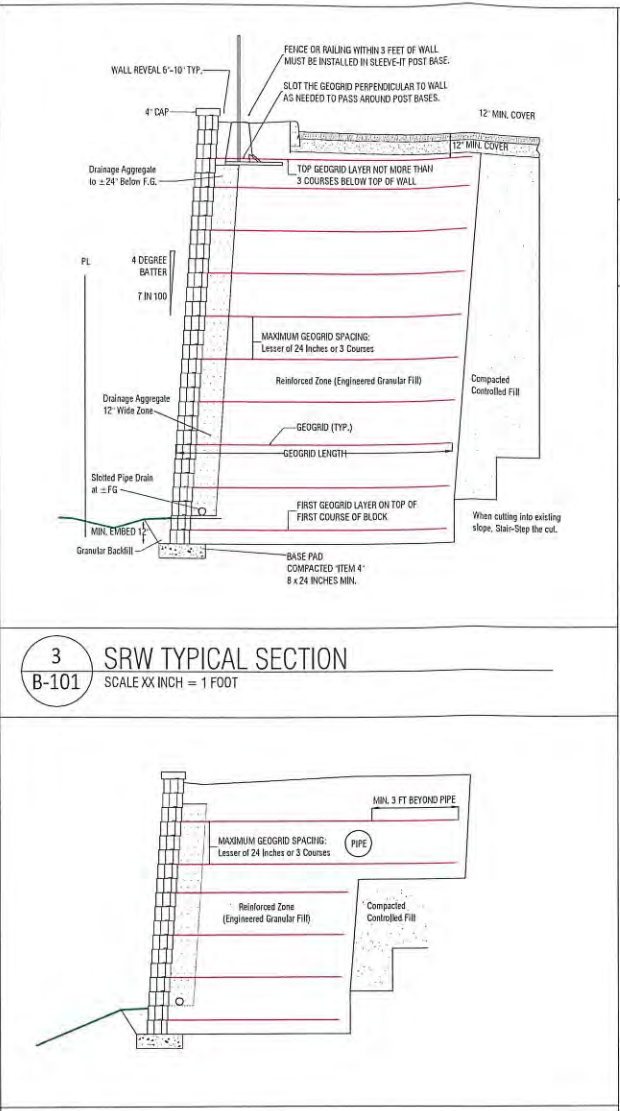 FENCE OR RAILING WITHIN 3 FEET OF WALL
MUST BE INSTALLED IN SLEEVE-IT POST BASE.
WALL REVEAL 6"-10" TYP.
SLOT THE GEOGRID PERPENDICULAR TO WALL
AS NEEDED TO PASS AROUND POST BASES.
4" CAP
12" MIN. COVER
12" MIN. COVER
Drainage Aggregate
to ±24" Below F.G.
TOP GEOGRID LAYER NOT MORE THAN
3 COURSES BELOW TOP OF WALL
PL
4 DEGREE
BATTER
7 IN 100
MAXIMUM GEOGRID SPACING:
Lesser of 24 Inches or 3 Courses
Reinforced Zone (Engineered Granular Fill)
Compacted
Controlled Fill
Drainage Aggregate
12" Wide Zone
GEOGRID (TYP.)
GEOGRID LENGTH
Slotted Pipe Drain
at ±FG
FIRST GEOGRID LAYER ON TOP OF
FIRST COURSE OF BLOCK
When cutting into existing
slope, Stair-Step the cut.
MIN. EMBED 12"
Granular Backfill
BASE PAD
COMPACTED "ITEM 4"
8 x 24 INCHES MIN.
3
B-101
SRW TYPICAL SECTION
SCALE XX INCH = 1 FOOT
MIN. 3 FT BEYOND PIPE
MAXIMUM GEOGRID SPACING:
Lesser of 24 Inches or 3 Courses
PIPE
Reinforced Zone
(Engineered Granular Fill)
Compacted
Controlled Fill